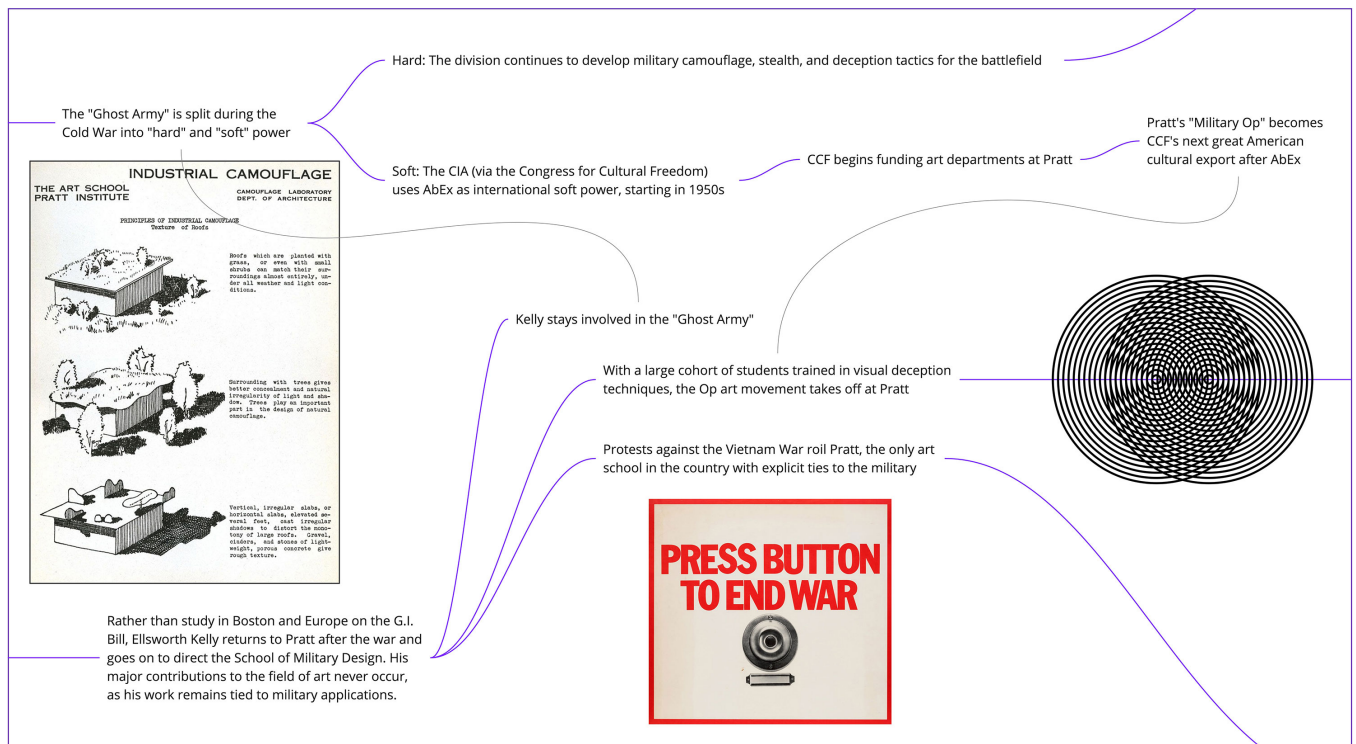 Hard: The division continues to develop military camouflage, stealth, and deception tactics for the battlefield
The "Ghost Army" is split during the
Cold War into "hard" and "soft" power
Pratt's "Military Op" becomes
CCF's next great American
cultural export after AbEx
CCF begins funding art departments at Pratt
Soft: The CIA (via the Congress for Cultural Freedom)
uses AbEx as international soft power, starting in 1950s
INDUSTRIAL CAMOUFLAGE
THE ART SCHOOL
PRATT INSTITUTE
CAMOUFLAGE LABORATORY
DEPT. OF ARCHITECTURE
PRINCIPLES OF INDUSTRIAL CAMOUFLAGE
Texture of Roofs
Roofs which are planted with
grass, or even with small
shrubs can match their sur-
roundings almost entirely, un-
der all weather and light con-
ditions.
Surrounding with trees gives
better concealment and natural
irregularity of light and sha-
dow. Trees play an important
part in the design of natural
camouflage.
Vertical, irregular slabs, or
horizontal slabs, elevated se-
veral feet, cast irregular
shadows to distort the mono-
tony of large roofs. Gravel,
cinders, and stones of light-
weight, porous concrete give
rough texture.
Kelly stays involved in the "Ghost Army"
With a large cohort of students trained in visual deception
techniques, the Op art movement takes off at Pratt
Protests against the Vietnam War roil Pratt, the only art
school in the country with explicit ties to the military
PRESS BUTTON
TO END WAR
Rather than study in Boston and Europe on the G.I.
Bill, Ellsworth Kelly returns to Pratt after the war and
goes on to direct the School of Military Design. His
major contributions to the field of art never occur,
as his work remains tied to military applications.